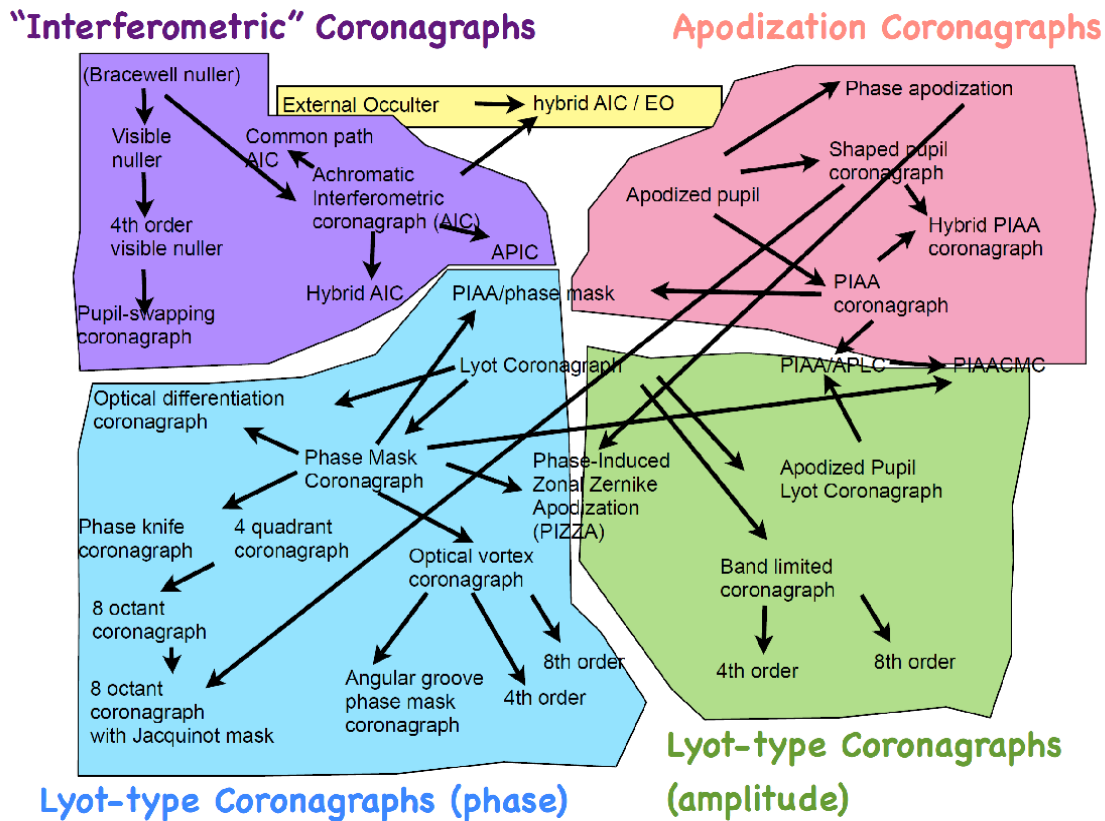 “Interferometric” Coronagraphs
Apodization Coronagraphs
(Bracewell nuller)
Visible
nuller
4th order
visible nuller
Pupil-swapping
coronagraph
Common path
AIC
Achromatic
Interferometric
coronagraph (AIC)
APIC
Hybrid AIC
External Occulter
hybrid AIC / EO
Phase apodization
Shaped pupil
coronagraph
Apodized pupil
Hybrid PIAA
coronagraph
PIAA
coronagraph
PIAA/phase mask
Lyot Coronagraph
PIAA/APLC
PIAACMC
Optical differentiation
coronagraph
Phase Mask
Coronagraph
Phase-Induced
Zonal Zernike
Apodization
(PIZZA)
Apodized Pupil
Lyot Coronagraph
Phase knife
coronagraph
4 quadrant
coronagraph
Optical vortex
coronagraph
Band limited
coronagraph
8 octant
coronagraph
8 octant
coronagraph
with Jacquinot mask
Angular groove
phase mask
coronagraph
4th order
8th order
4th order
8th order
Lyot-type Coronagraphs (phase)
Lyot-type Coronagraphs
(amplitude)